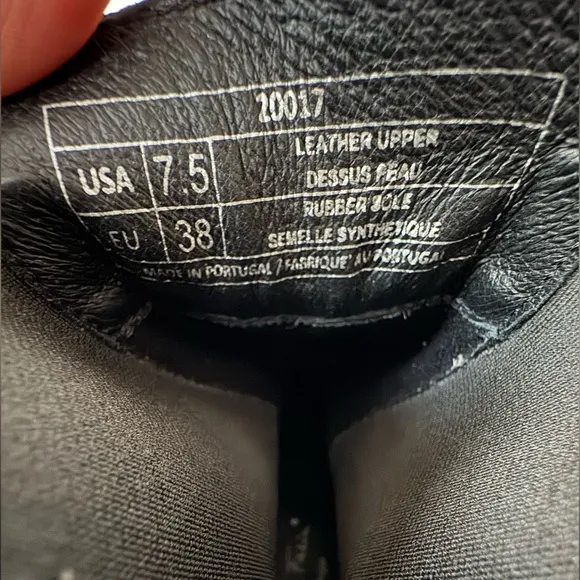 20017
USA 7.5
LEATHER UPPER
DESSUS PEAU
EU 38
RUBBER SOLE
SEMELLE SYNTHETIQUE
MADE IN PORTUGAL / FABRIQUE' AU PORTUGAL